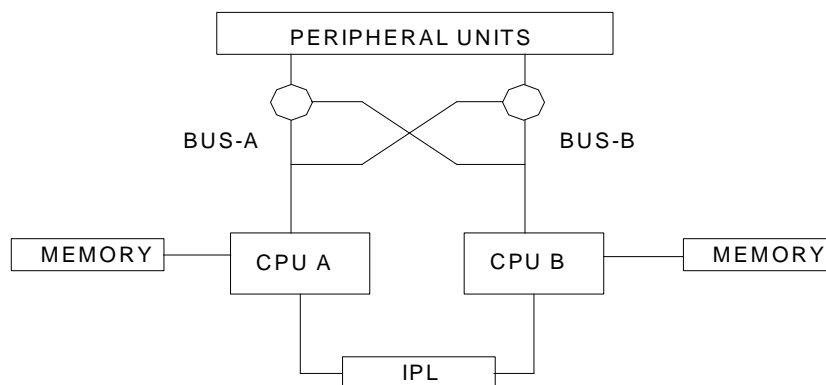 PERIPHERAL UNITS
BUS-A
BUS-B
MEMORY
CPU A
CPU B
MEMORY
IPL